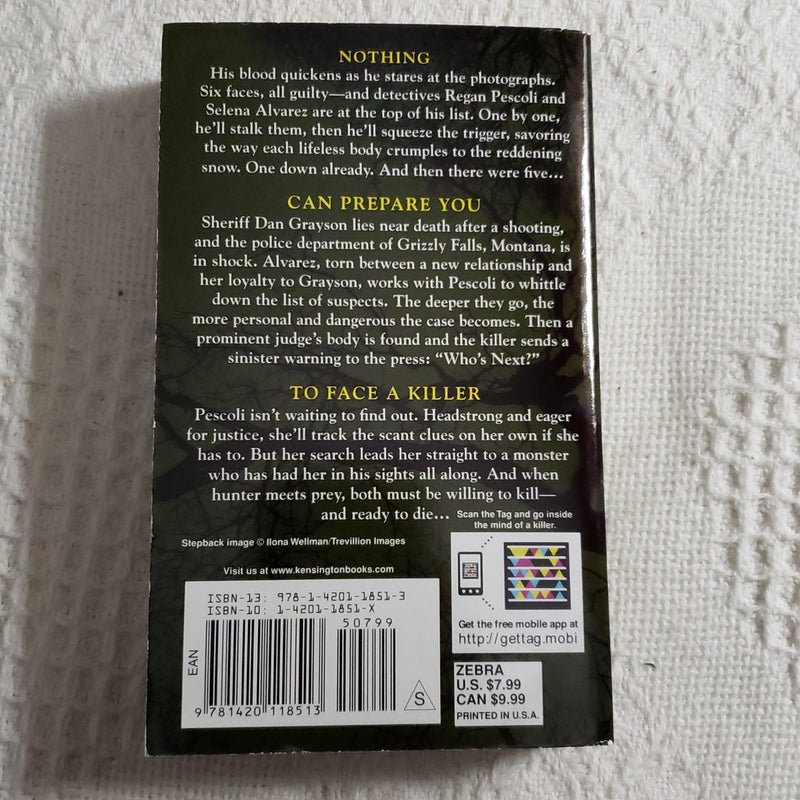 NOTHING
His blood quickens as he stares at the photographs.
Six faces, all guilty—and detectives Regan Pescoli and
Selena Alvarez are at the top of his list. One by one,
he'll stalk them, then he'll squeeze the trigger, savoring
the way each lifeless body crumples to the reddening
snow. One down already. And then there were five...
CAN PREPARE YOU
Sheriff Dan Grayson lies near death after a shooting,
and the police department of Grizzly Falls, Montana, is
in shock. Alvarez, torn between a new relationship and
her loyalty to Grayson, works with Pescoli to whittle
down the list of suspects. The deeper they go, the
more personal and dangerous the case becomes. Then a
prominent judge's body is found and the killer sends a
sinister warning to the press: "Who's Next?"
TO FACE A KILLER
Pescoli isn't waiting to find out. Headstrong and eager
for justice, she'll track the scant clues on her own if she
has to. But her search leads her straight to a monster
who has had her in his sights all along. And when
hunter meets prey, both must be willing to kill—
and ready to die...
Scan the Tag and go inside
the mind of a killer.
Stepback image © Ilona Wellman/Trevillion Images
Visit us at www.kensingtonbooks.com
Get the free mobile app at
http://gettag.mobi
ISBN-13: 978-1-4201-1851-3
ISBN-10: 1-4201-1851-X
50799
EAN
9 781420 118513
S
ZEBRA
U.S. $7.99
CAN $9.99
PRINTED IN U.S.A.